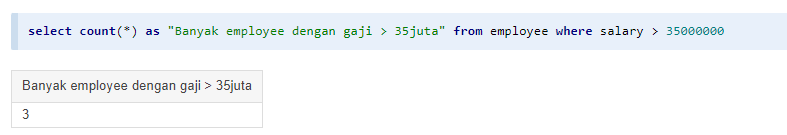 select count(*) as "Banyak employee dengan gaji > 35juta" from employee where salary > 35000000
Banyak employee dengan gaji > 35juta
3